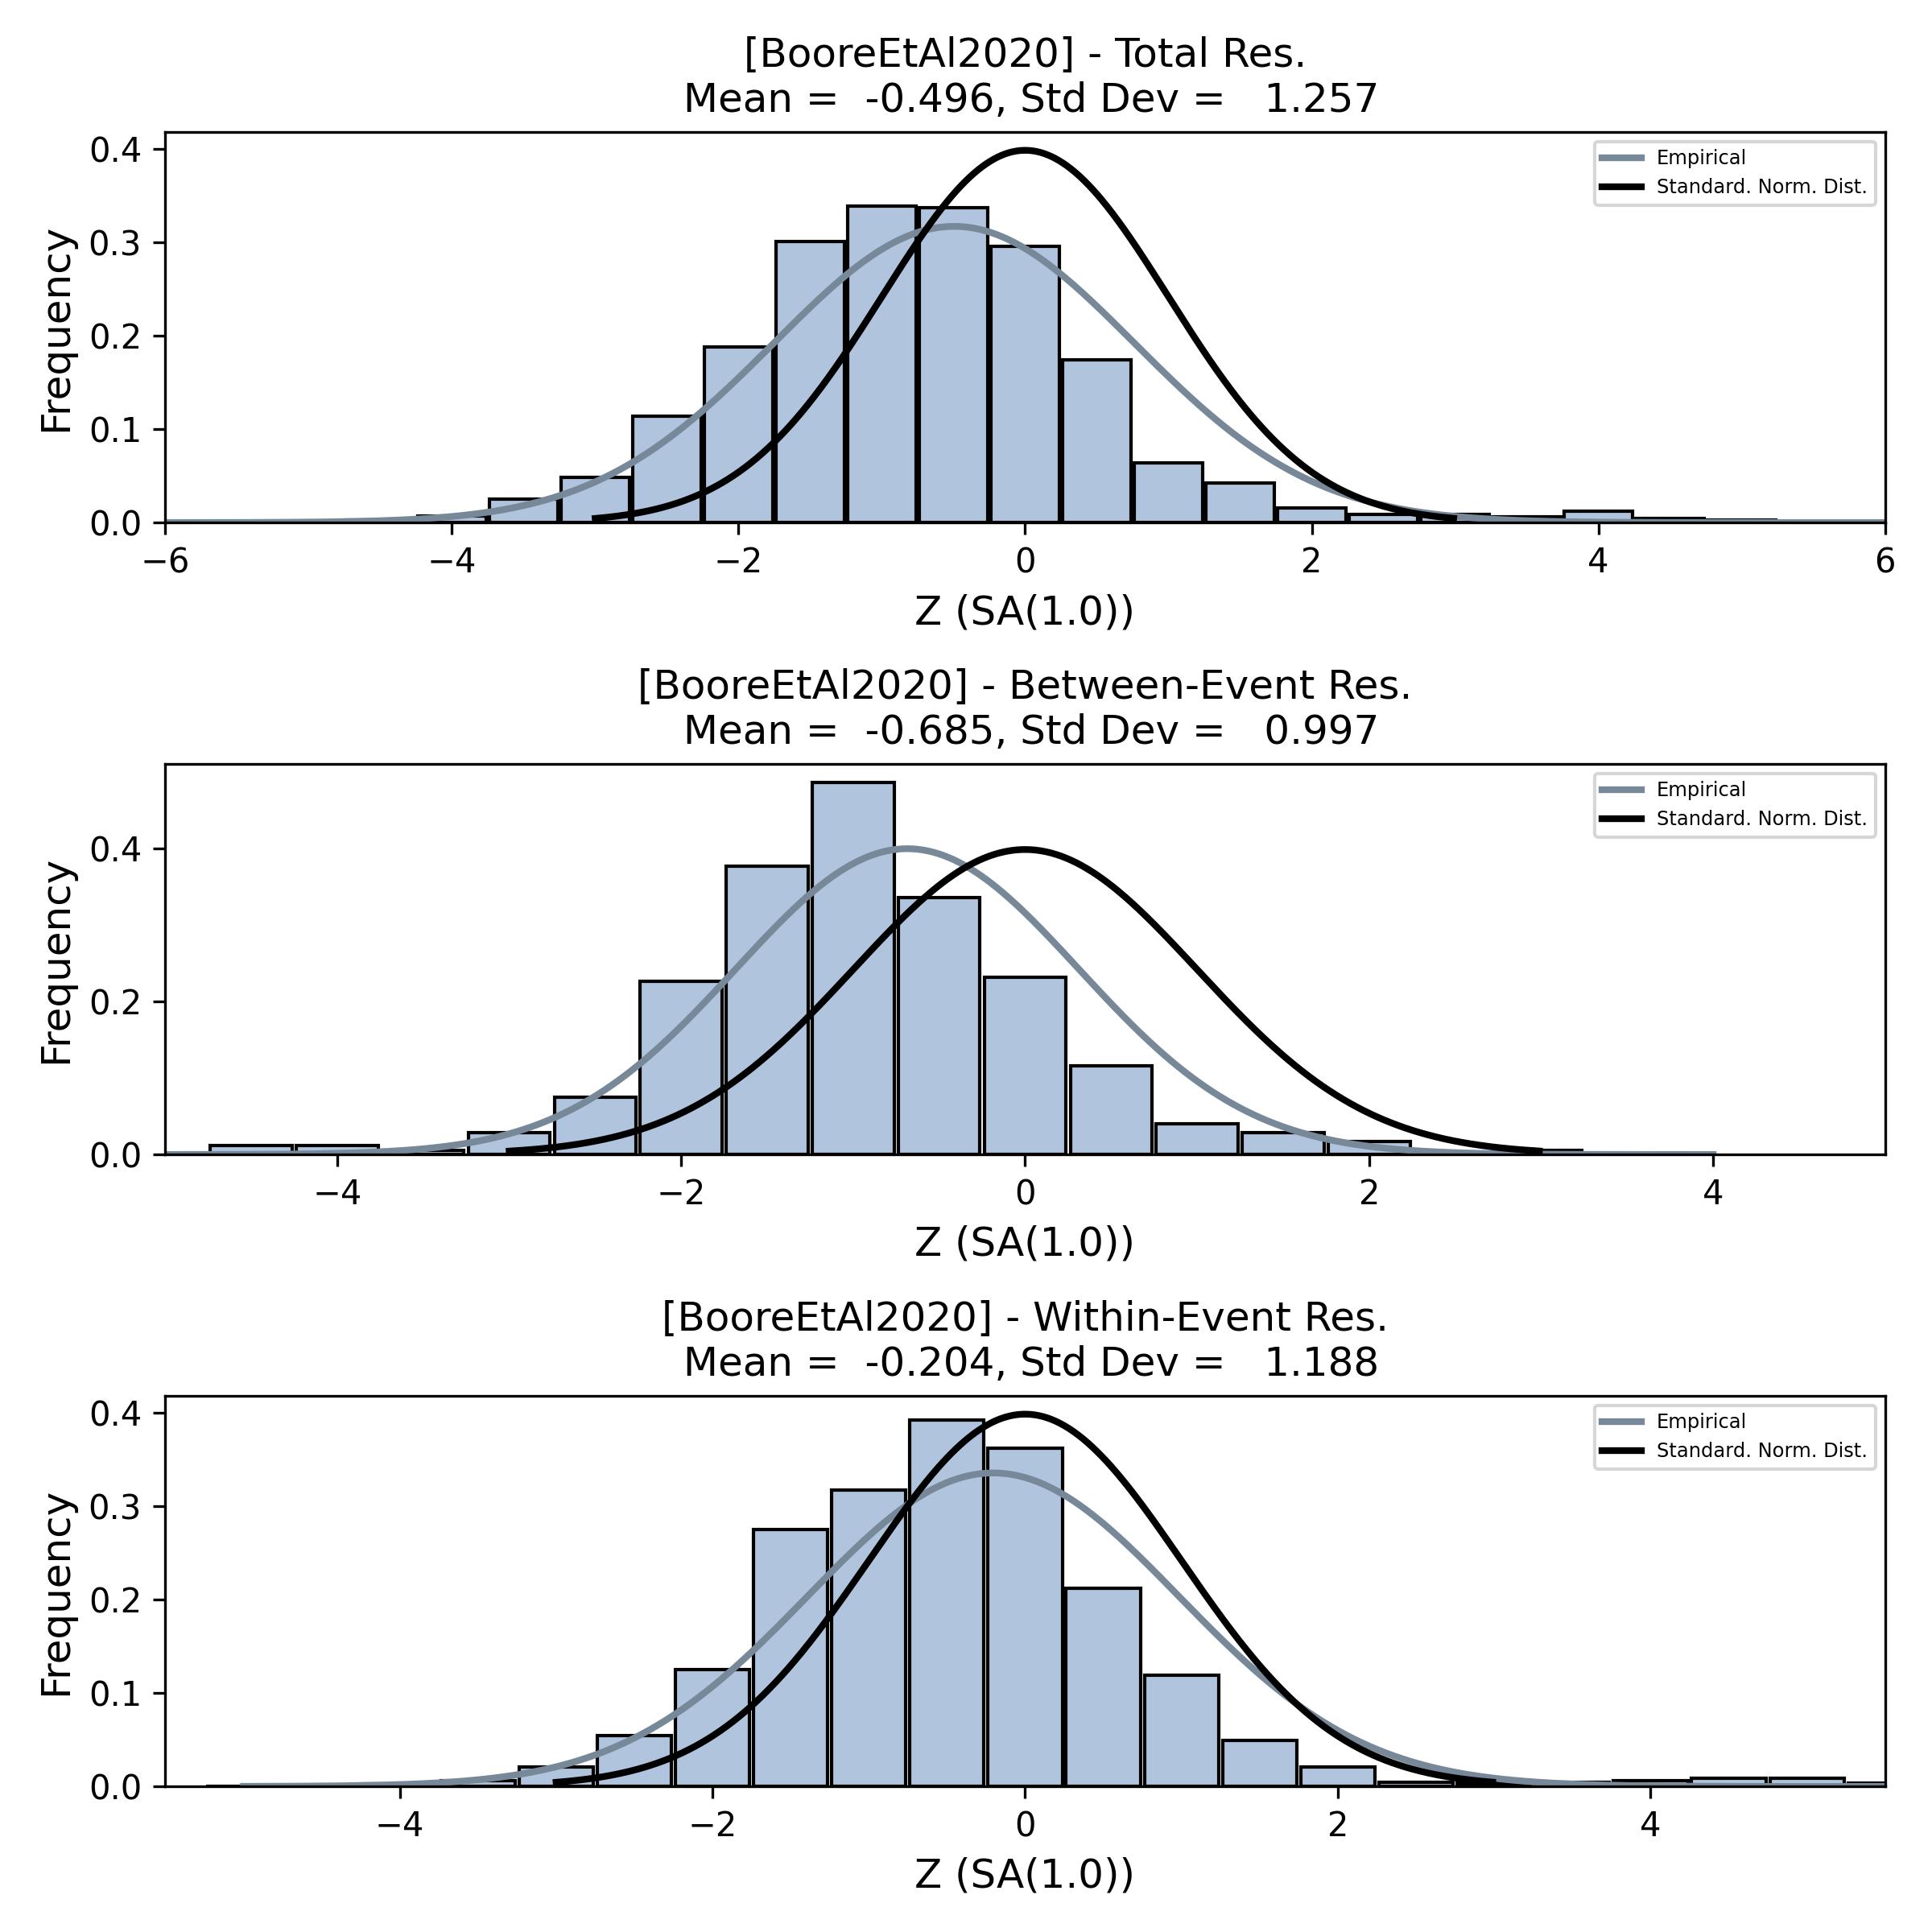 [BooreEtAl2020] - Total Res.
Mean =  -0.496, Std Dev =   1.257
0.4
0.3
0.2
0.1
0.0
Frequency
Empirical
Standard. Norm. Dist.
−6 −4 −2 0 2 4 6
Z (SA(1.0))
[BooreEtAl2020] - Between-Event Res.
Mean =  -0.685, Std Dev =   0.997
0.4
0.2
0.0
Frequency
Empirical
Standard. Norm. Dist.
−4 −2 0 2 4
Z (SA(1.0))
[BooreEtAl2020] - Within-Event Res.
Mean =  -0.204, Std Dev =   1.188
0.4
0.3
0.2
0.1
0.0
Frequency
Empirical
Standard. Norm. Dist.
−4 −2 0 2 4
Z (SA(1.0))